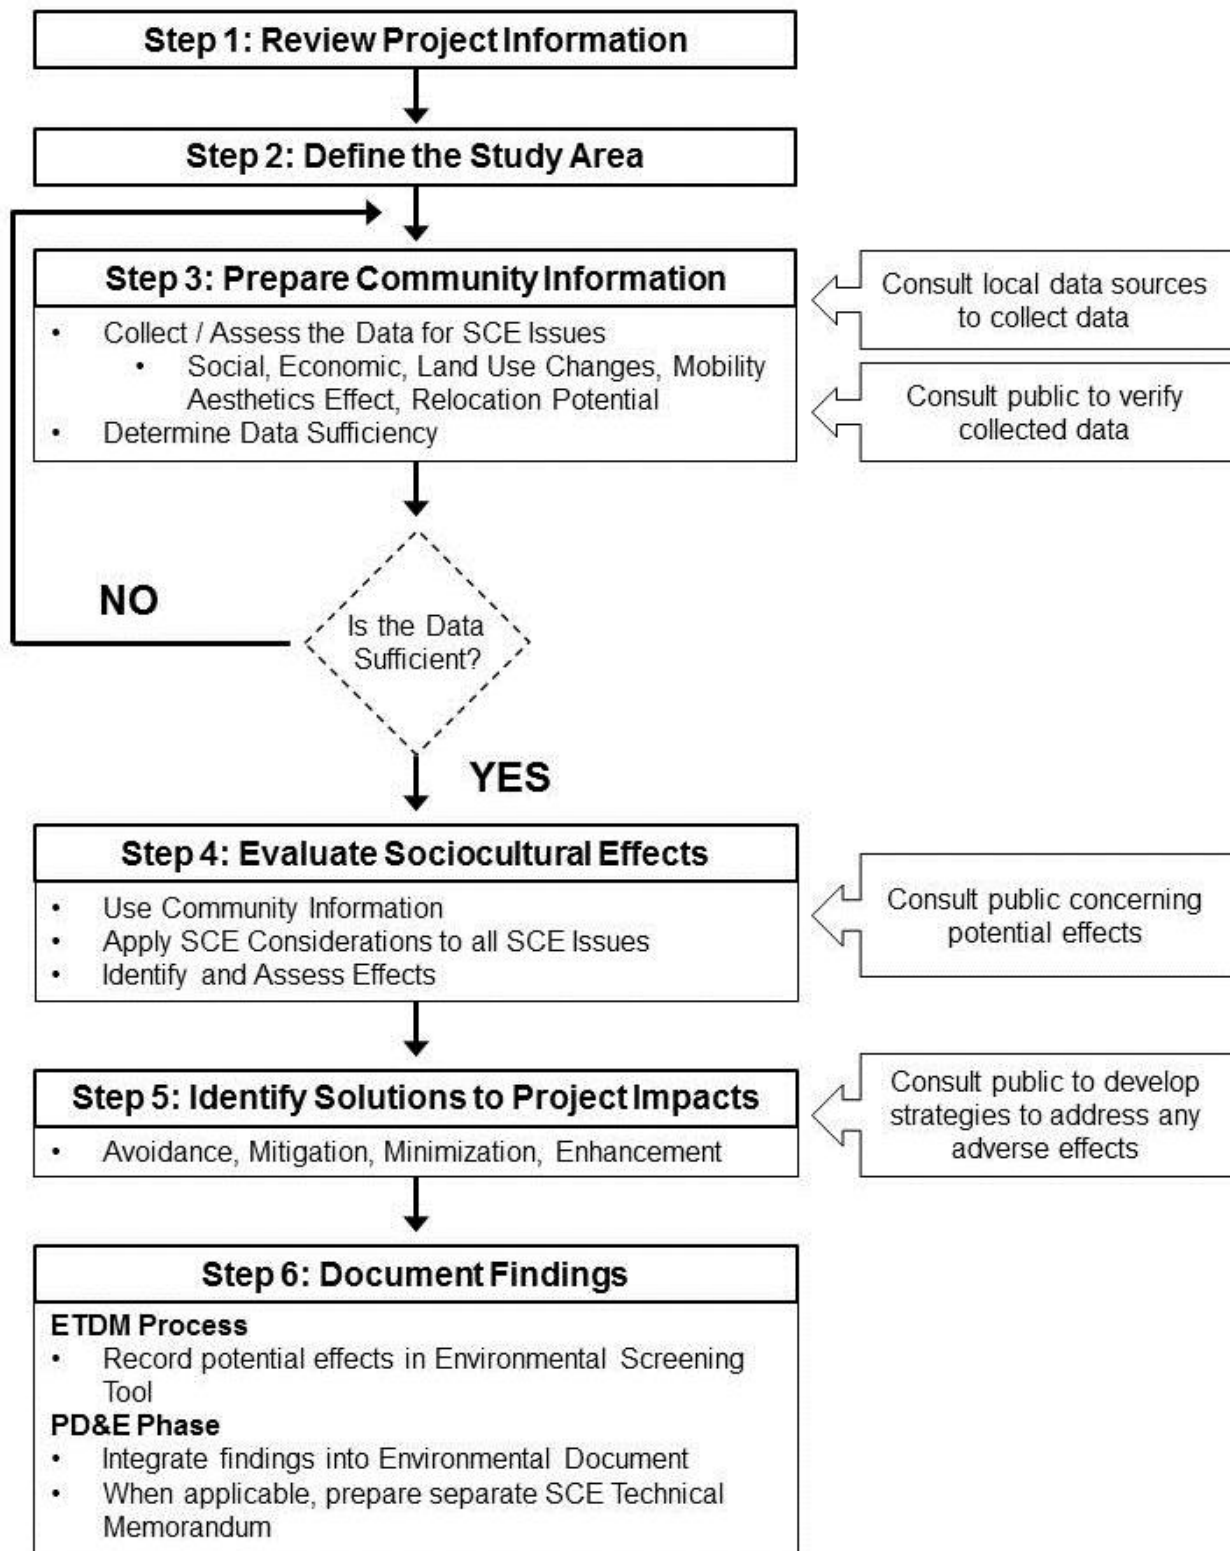 Step 1: Review Project Information
Step 2: Define the Study Area
Step 3: Prepare Community Information
• Collect / Assess the Data for SCE Issues
• Social, Economic, Land Use Changes, Mobility
Aesthetics Effect, Relocation Potential
• Determine Data Sufficiency
Consult local data sources
to collect data
Consult public to verify
collected data
NO
Is the Data
Sufficient?
YES
Step 4: Evaluate Sociocultural Effects
• Use Community Information
• Apply SCE Considerations to all SCE Issues
• Identify and Assess Effects
Consult public concerning
potential effects
Step 5: Identify Solutions to Project Impacts
• Avoidance, Mitigation, Minimization, Enhancement
Consult public to develop
strategies to address any
adverse effects
Step 6: Document Findings
ETDM Process
• Record potential effects in Environmental Screening
Tool
PD&E Phase
• Integrate findings into Environmental Document
• When applicable, prepare separate SCE Technical
Memorandum